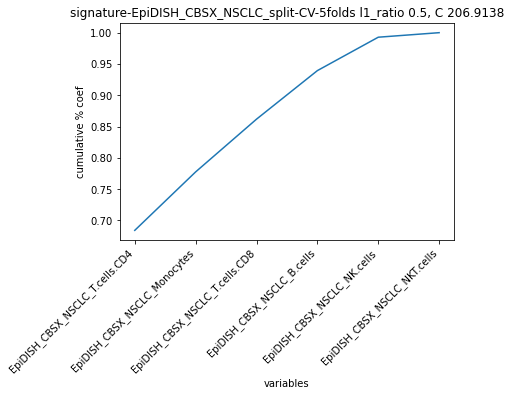 signature-EpiDISH_CBSX_NSCLC_split-CV-5folds l1_ratio 0.5, C 206.9138
1.00
0.95
0.90
0.85
0.80
0.75
0.70
cumulative % coef
EpiDISH_CBSX_NSCLC_T.cells.CD4
EpiDISH_CBSX_NSCLC_Monocytes
EpiDISH_CBSX_NSCLC_T.cells.CD8
EpiDISH_CBSX_NSCLC_B.cells
EpiDISH_CBSX_NSCLC_NK.cells
EpiDISH_CBSX_NSCLC_NKT.cells
variables